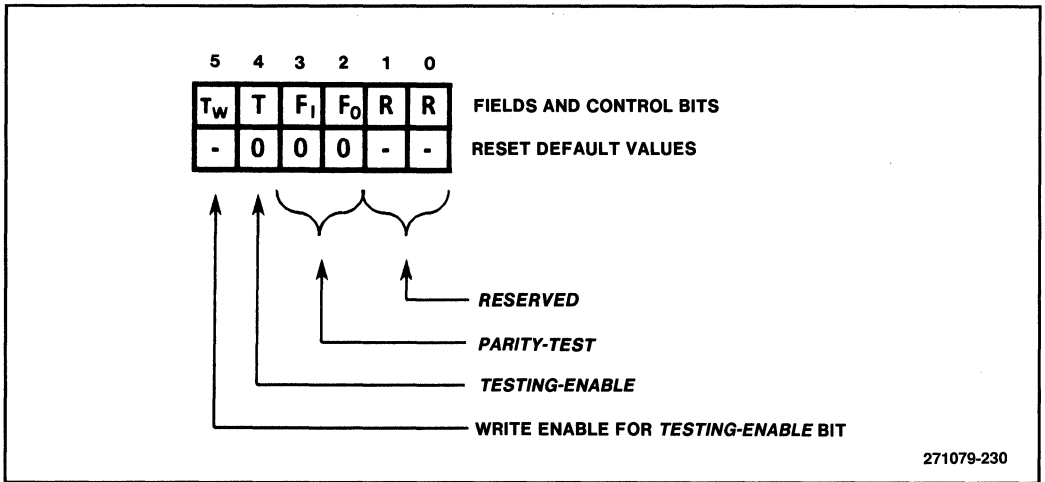 5 4 3 2 1 0
Tw T F1 F0 R R FIELDS AND CONTROL BITS
- 0 0 0 - - RESET DEFAULT VALUES
RESERVED
PARITY-TEST
TESTING-ENABLE
WRITE ENABLE FOR TESTING-ENABLE BIT
271079-230